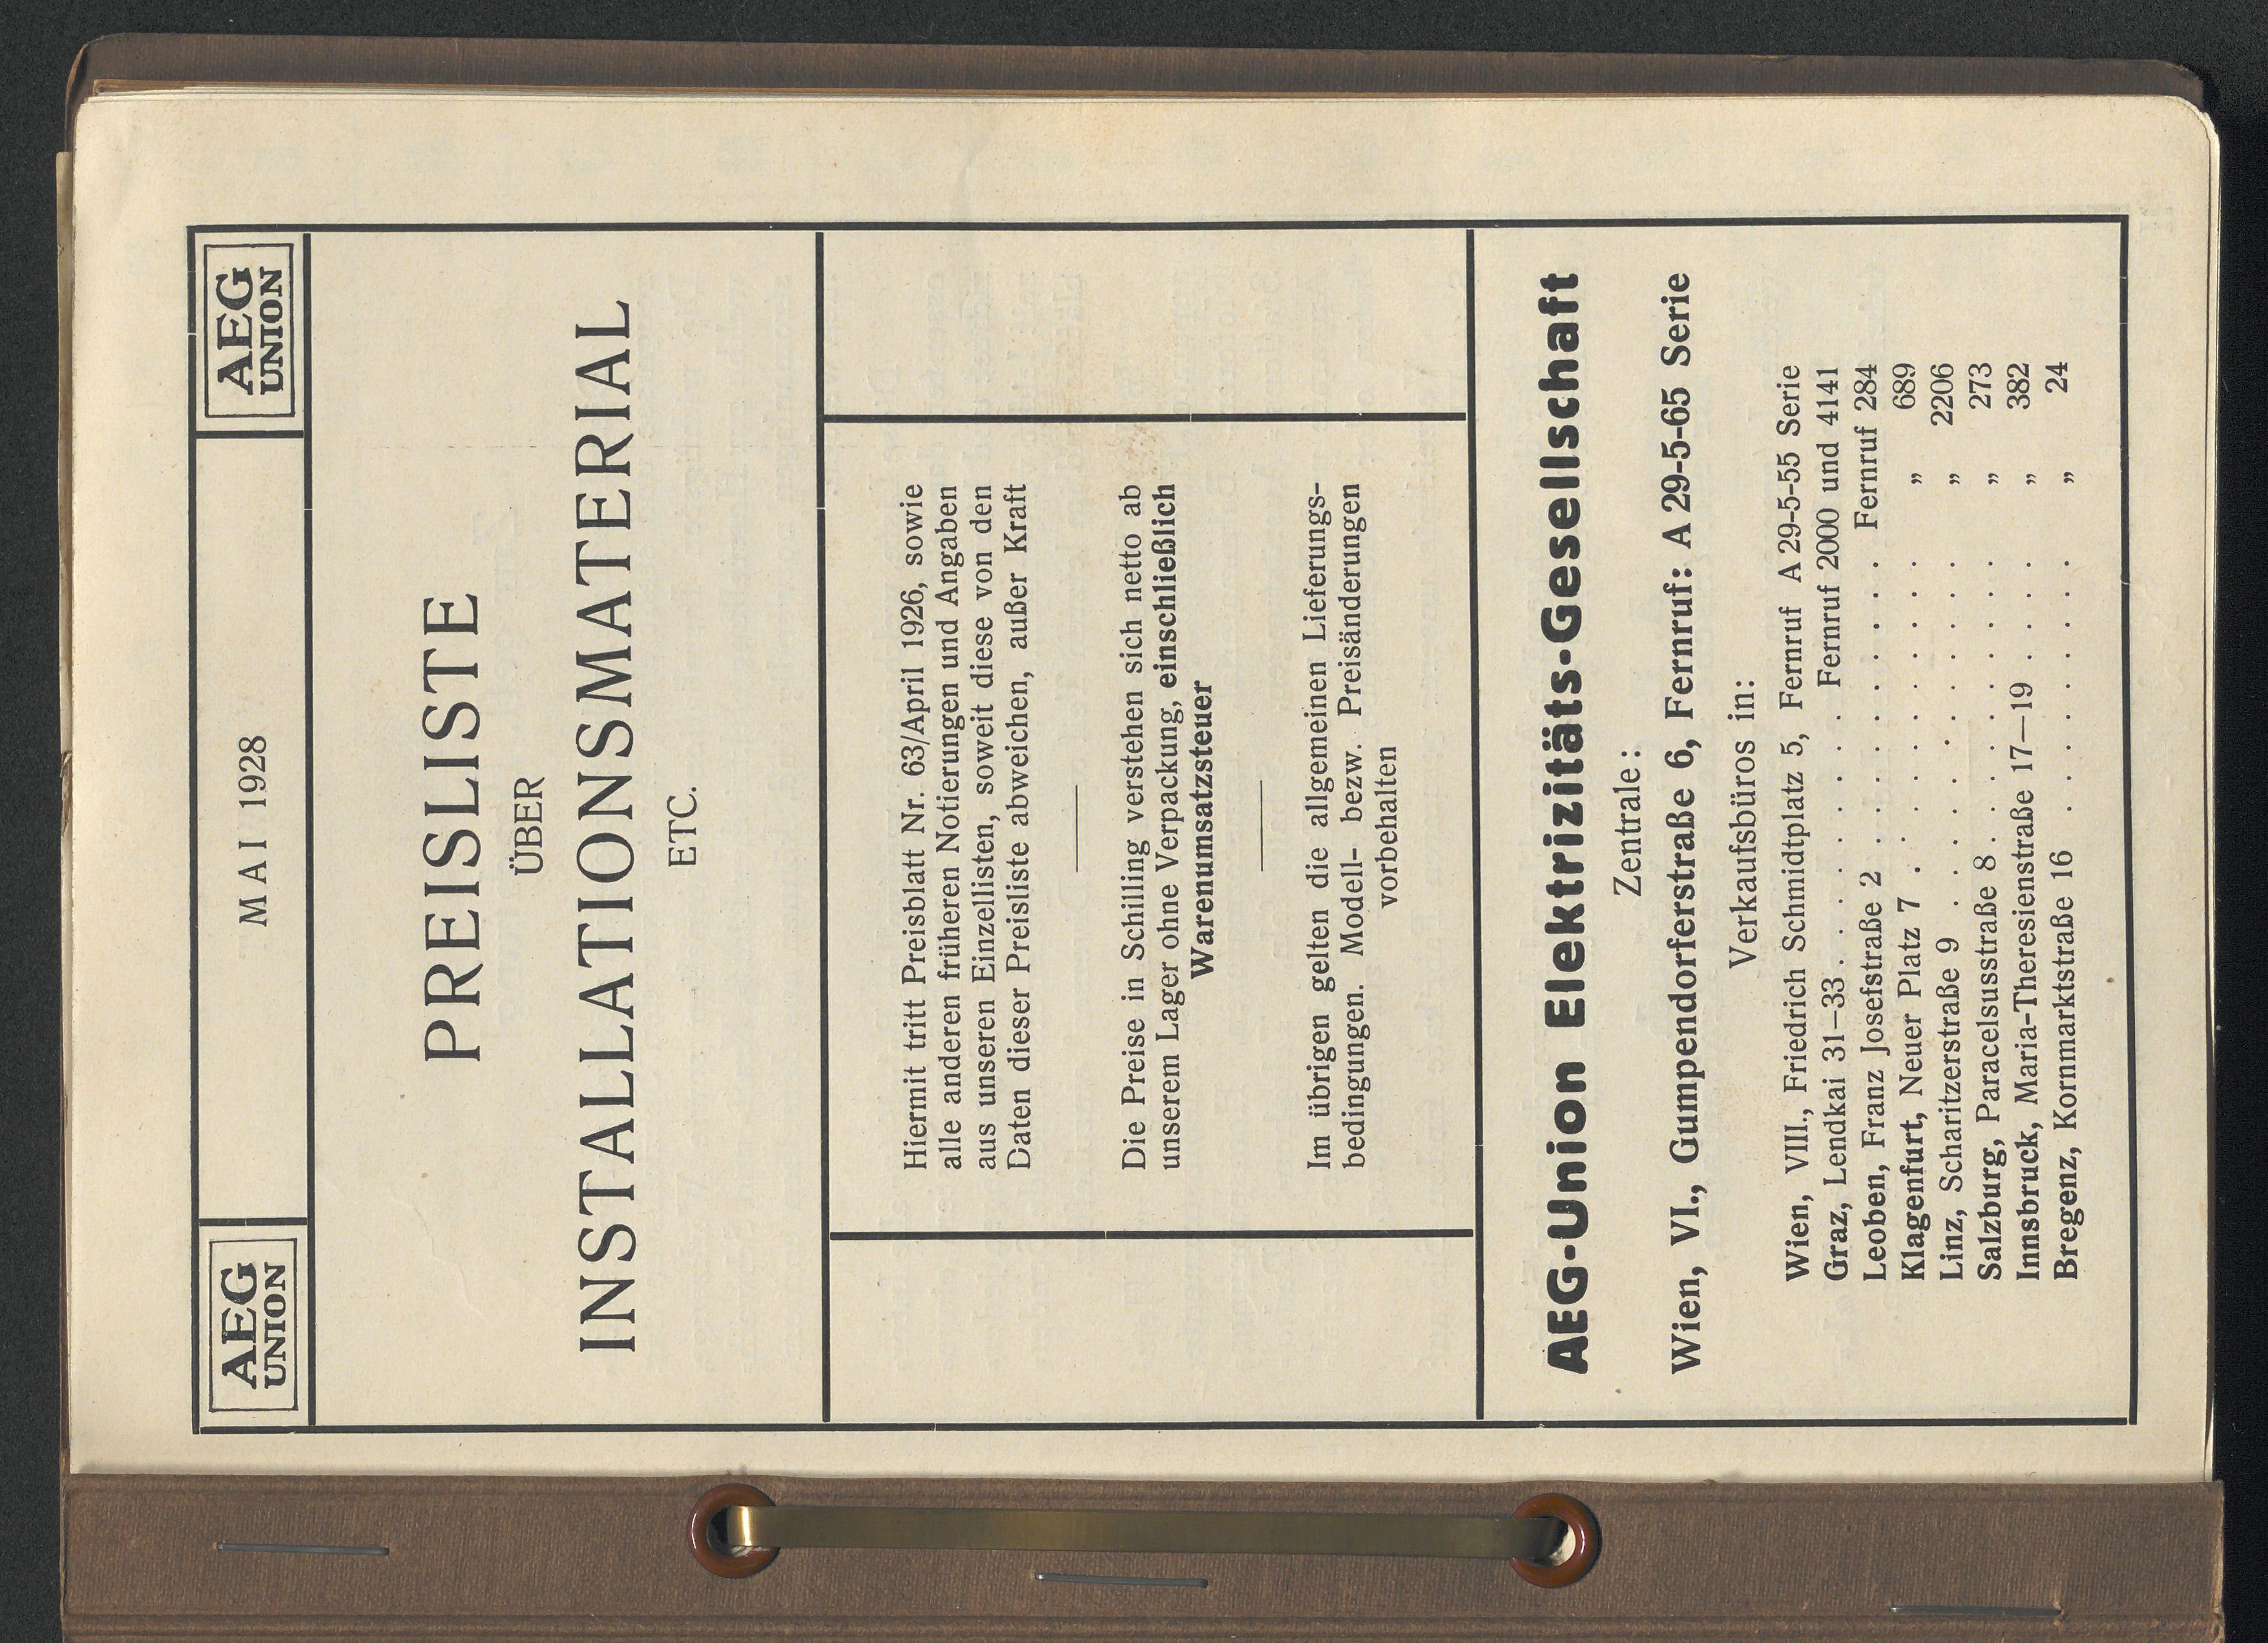 AEG
UNION
MAI 1928
AEG
UNION
PREISLISTE
ÜBER
INSTALLATIONSMATERIAL
ETC.
Hiermit tritt Preisblatt Nr. 63/April 1926, sowie
alle anderen früheren Notierungen und Angaben
aus unseren Einzellisten, soweit diese von den
Daten dieser Preisliste abweichen, außer Kraft
Die Preise in Schilling verstehen sich netto ab
unserem Lager ohne Verpackung, einschließlich
Warenumsatzsteuer
Im übrigen gelten die allgemeinen Lieferungs-
bedingungen. Modell- bezw. Preisänderungen
vorbehalten
AEG-Union Elektrizitäts-Gesellschaft
Zentrale:
Wien, VI., Gumpendorferstraße 6, Fernruf: A 29-5-65 Serie
Verkaufsbüros in:
Wien, VIII., Friedrich Schmidtplatz 5, Fernruf A 29-5-55 Serie
Graz, Lendkai 31—33 . . . . . . Fernruf 2000 und 4141
Leoben, Franz Josefstraße 2 . . . . . . . . Fernruf 284
Klagenfurt, Neuer Platz 7 . . . . . . . . . „ 689
Linz, Scharitzerstraße 9 . . . . . . . . . . „ 2206
Salzburg, Paracelsusstraße 8 . . . . . . . . „ 273
Innsbruck, Maria-Theresienstraße 17—19 . . . . „ 382
Bregenz, Kornmarktstraße 16 . . . . . . . . „ 24